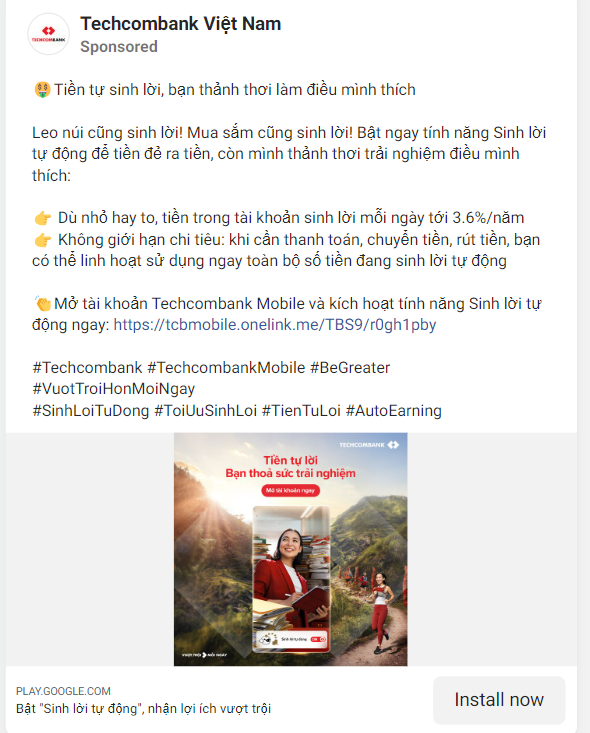 Techcombank Việt Nam
TECHCOMBANK
Sponsored
🤑Tiền tự sinh lời, bạn thảnh thơi làm điều mình thích
Leo núi cũng sinh lời! Mua sắm cũng sinh lời! Bật ngay tính năng Sinh lời
tự động để tiền đẻ ra tiền, còn mình thảnh thơi trải nghiệm điều mình
thích:
👉 Dù nhỏ hay to, tiền trong tài khoản sinh lời mỗi ngày tới 3.6%/năm
👉 Không giới hạn chi tiêu: khi cần thanh toán, chuyển tiền, rút tiền, bạn
có thể linh hoạt sử dụng ngay toàn bộ số tiền đang sinh lời tự động
👏Mở tài khoản Techcombank Mobile và kích hoạt tính năng Sinh lời tự
động ngay: https://tcbmobile.onelink.me/TBS9/r0gh1pby
#Techcombank #TechcombankMobile #BeGreater
#VuotTroiHonMoiNgay
#SinhLoiTuDong #ToiUuSinhLoi #TienTuLoi #AutoEarning
TECHCOMBANK
Tiền tự lời
Bạn thoả sức trải nghiệm
Mở tài khoản ngay
Sinh lời tự động
VƯỢT TRỘI MỖI NGÀY
PLAY.GOOGLE.COM
Bật "Sinh lời tự động", nhận lợi ích vượt trội
Install now